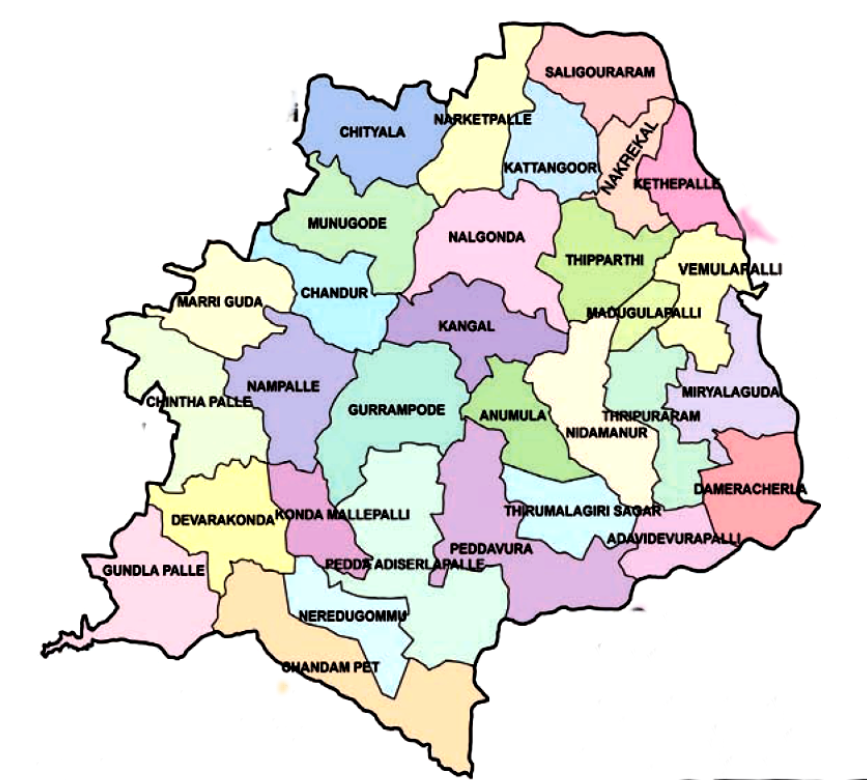 SALIGOURARAM
CHITYALA
NARKETPALLE
KATTANGOOR
NAKREKAL
KETHEPALLE
MUNUGODE
NALGONDA
THIPPARTHI
VEMULAPALLI
MARRI GUDA
CHANDUR
MADUGULAPALLI
KANGAL
NAMPALLE
MIRYALAGUDA
CHINTHA PALLE
GURRAMPODE
ANUMULA
THRIPURARAM
NIDAMANUR
DAMERACHERLA
DEVARAKONDA
KONDA MALLEPALLI
THIRUMALAGIRI SAGAR
ADAVIDEVURAPALLI
PEDDAVURA
GUNDLA PALLE
PEDDA ADISERLAPALLE
NEREDUGOMMU
CHANDAM PET